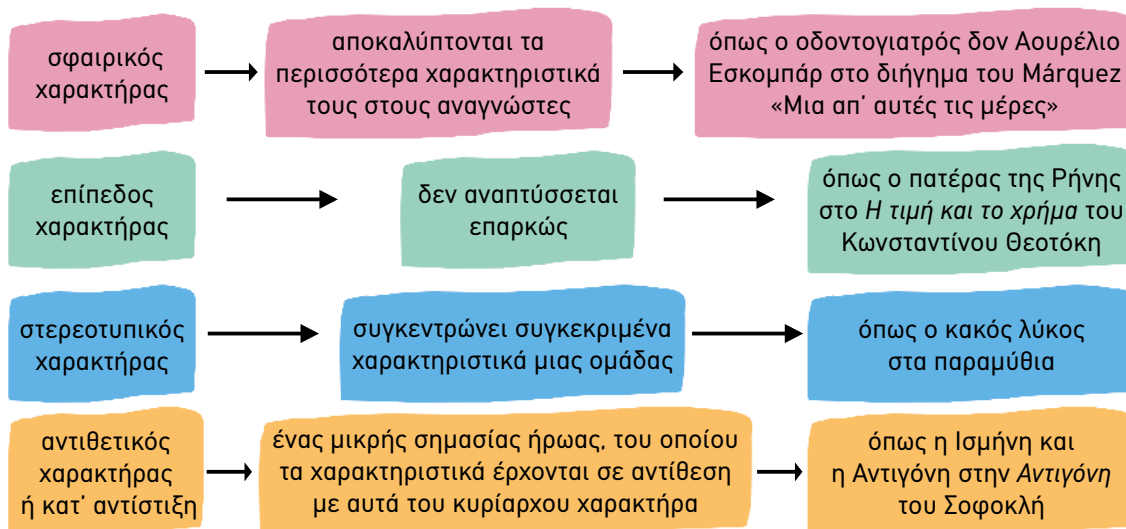 σφαιρικός
χαρακτήρας
αποκαλύπτονται τα
περισσότερα χαρακτηριστικά
τους στους αναγνώστες
όπως ο οδοντογιατρός δον Αουρέλιο
Εσκομπάρ στο διήγημα του Márquez
«Μια απ’ αυτές τις μέρες»
επίπεδος
χαρακτήρας
δεν αναπτύσσεται
επαρκώς
όπως ο πατέρας της Ρήνης
στο Η τιμή και το χρήμα του
Κωνσταντίνου Θεοτόκη
στερεοτυπικός
χαρακτήρας
συγκεντρώνει συγκεκριμένα
χαρακτηριστικά μιας ομάδας
όπως ο κακός λύκος
στα παραμύθια
αντιθετικός
χαρακτήρας
ή κατ’ αντίστιξη
ένας μικρής σημασίας ήρωας, του οποίου
τα χαρακτηριστικά έρχονται σε αντίθεση
με αυτά του κυρίαρχου χαρακτήρα
όπως η Ισμήνη και
η Αντιγόνη στην Αντιγόνη
του Σοφοκλή